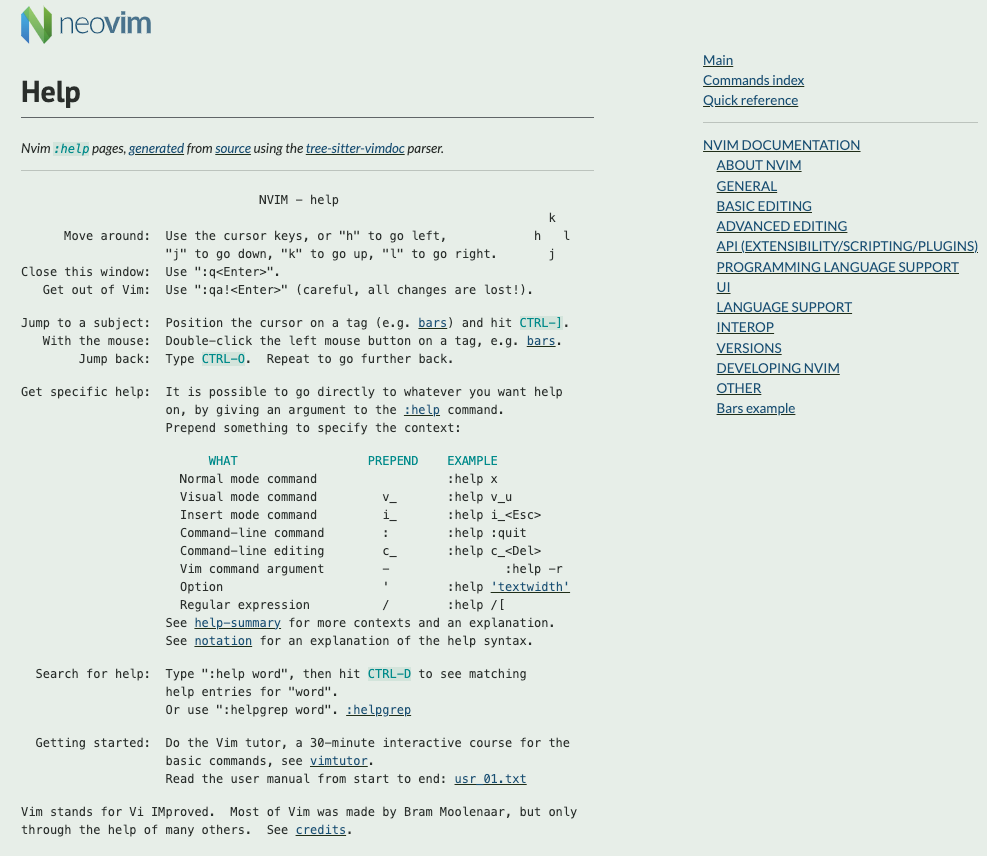 neovim
Help
Nvim :help pages, generated from source using the tree-sitter-vimdoc parser.
NVIM - help
k
Move around:  Use the cursor keys, or "h" to go left,            h   l
"j" to go down, "k" to go up, "l" to go right.       j
Close this window:  Use ":q<Enter>".
Get out of Vim:  Use ":qa!<Enter>" (careful, all changes are lost!).
Jump to a subject:  Position the cursor on a tag (e.g. bars) and hit CTRL-].
With the mouse:  Double-click the left mouse button on a tag, e.g. bars.
Jump back:  Type CTRL-O.  Repeat to go further back.
Get specific help:  It is possible to go directly to whatever you want help
on, by giving an argument to the :help command.
Prepend something to specify the context:
WHAT                  PREPEND    EXAMPLE
Normal mode command                  :help x
Visual mode command         v_       :help v_u
Insert mode command         i_       :help i_<Esc>
Command-line command        :        :help :quit
Command-line editing        c_       :help c_<Del>
Vim command argument        -                :help -r
Option                      '        :help 'textwidth'
Regular expression          /        :help /[
See help-summary for more contexts and an explanation.
See notation for an explanation of the help syntax.
Search for help:  Type ":help word", then hit CTRL-D to see matching
help entries for "word".
Or use ":helpgrep word". :helpgrep
Getting started:  Do the Vim tutor, a 30-minute interactive course for the
basic commands, see vimtutor.
Read the user manual from start to end: usr_01.txt
Vim stands for Vi IMproved.  Most of Vim was made by Bram Moolenaar, but only
through the help of many others.  See credits.
Main
Commands index
Quick reference
NVIM DOCUMENTATION
ABOUT NVIM
GENERAL
BASIC EDITING
ADVANCED EDITING
API (EXTENSIBILITY/SCRIPTING/PLUGINS)
PROGRAMMING LANGUAGE SUPPORT
UI
LANGUAGE SUPPORT
INTEROP
VERSIONS
DEVELOPING NVIM
OTHER
Bars example